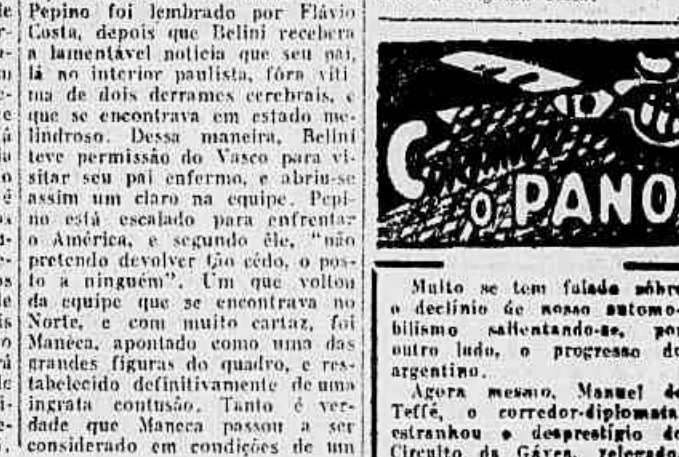 Pepino foi lembrado por Flávio
Costa, depois que Belini recebera
a lamentável noticia que seu pai,
lá no interior paulista, fôra víti-
ma de dois derrames cerebrais, e
que se encontrava em estado me-
lindroso. Dessa maneira, Belini
teve permissão do Vasco para vi-
sitar seu pai enfermo, e abriu-se
assim um claro na equipe. Pepi-
no está escalado para enfrentar
o América, e segundo êle, "não
pretendo devolver tão cêdo, o pos-
to a ninguém". Um que voltou
da equipe que se encontrava no
Norte, e com muito cartaz, foi
Maneca, apontado como uma das
grandes figuras do quadro, e res-
tabelecido definitivamente de uma
ingrata contusão. Tanto é ver-
dade que Maneca passou a ser
considerado em condições de um
O PANO
Muito se tem falado sôbre
o declínio de nosso automo-
bilismo salientando-se, por
outro lado, o progresso do
argentino.
Agora mesmo, Manuel de
Teffé, o corredor-diplomata,
estranhou o desprestígio do
Circuito da Gávea, relegado